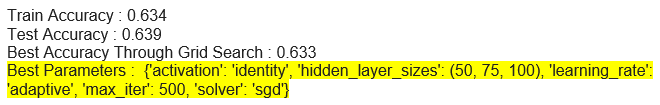 Train Accuracy : 0.634
Test Accuracy : 0.639
Best Accuracy Through Grid Search : 0.633
Best Parameters :  {'activation': 'identity', 'hidden_layer_sizes': (50, 75, 100), 'learning_rate':
'adaptive', 'max_iter': 500, 'solver': 'sgd'}